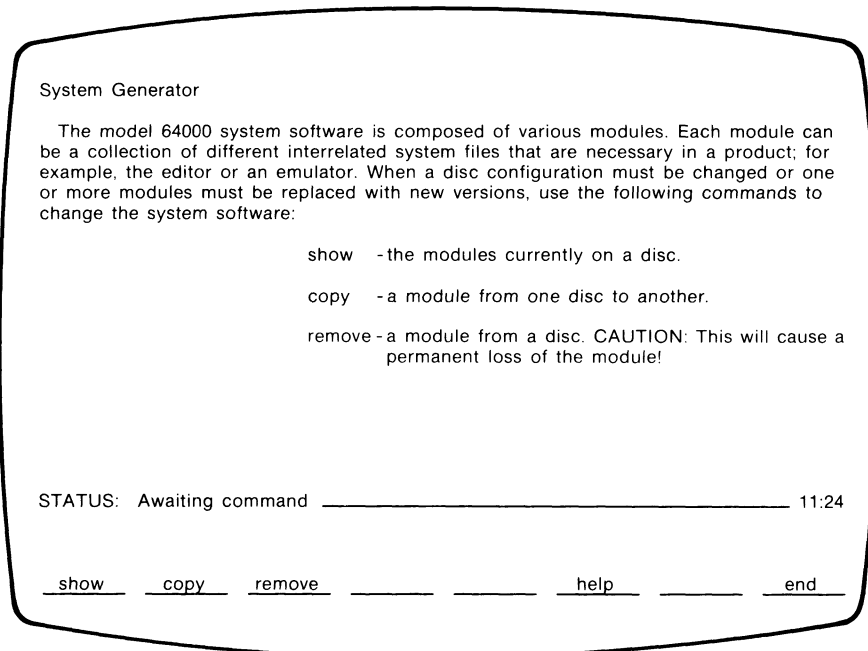 System Generator
The model 64000 system software is composed of various modules. Each module can
be a collection of different interrelated system files that are necessary in a product; for
example, the editor or an emulator. When a disc configuration must be changed or one
or more modules must be replaced with new versions, use the following commands to
change the system software:
show - the modules currently on a disc.
copy - a module from one disc to another.
remove - a module from a disc. CAUTION: This will cause a
permanent loss of the module!
STATUS: Awaiting command 11:24
show copy remove help end